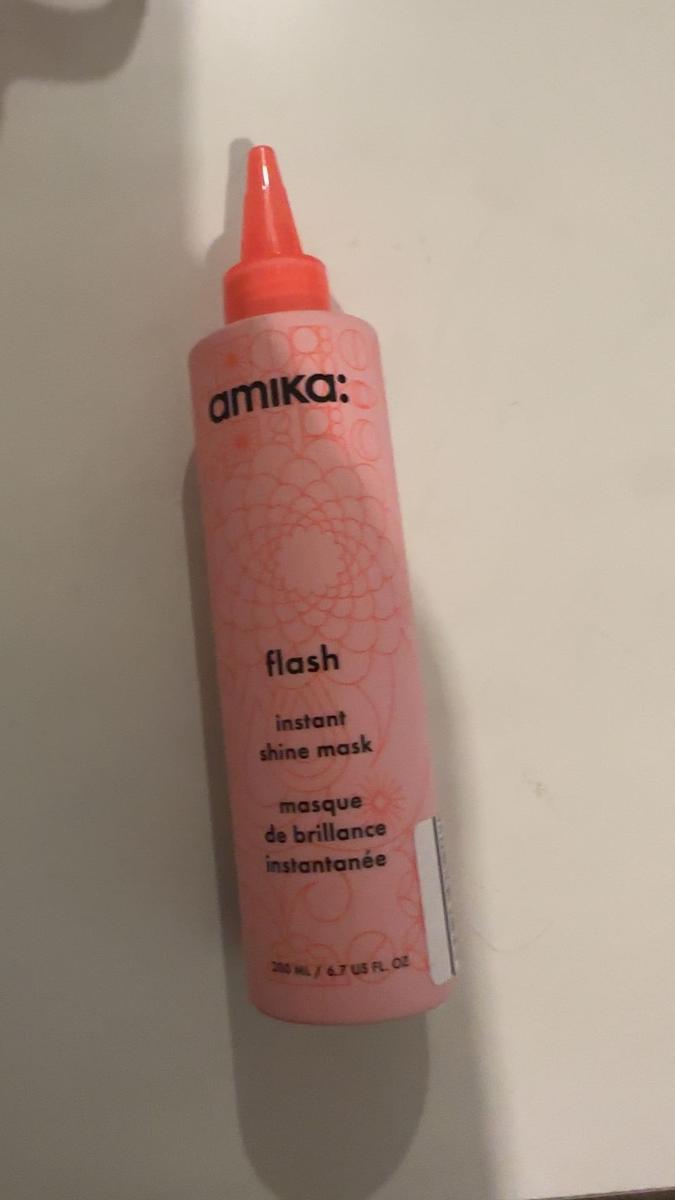 amika:
flash
instant
shine mask
masque
de brillance
instantanée
200 ML / 6.7 US FL. OZ